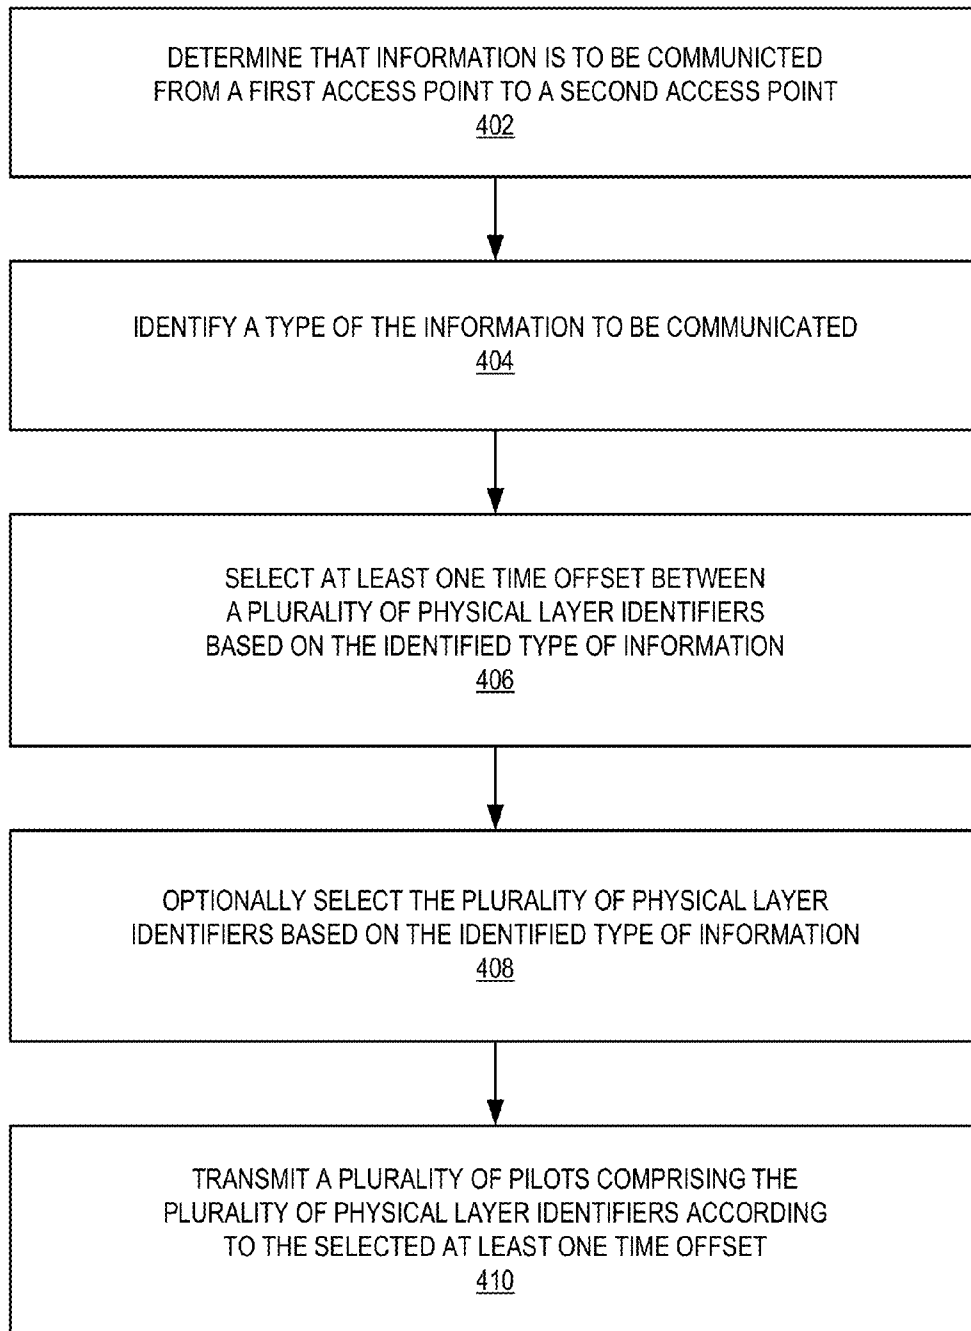 DETERMINE THAT INFORMATION IS TO BE COMMUNICTED
FROM A FIRST ACCESS POINT TO A SECOND ACCESS POINT
402
IDENTIFY A TYPE OF THE INFORMATION TO BE COMMUNICATED
404
SELECT AT LEAST ONE TIME OFFSET BETWEEN
A PLURALITY OF PHYSICAL LAYER IDENTIFIERS
BASED ON THE IDENTIFIED TYPE OF INFORMATION
406
OPTIONALLY SELECT THE PLURALITY OF PHYSICAL LAYER
IDENTIFIERS BASED ON THE IDENTIFIED TYPE OF INFORMATION
408
TRANSMIT A PLURALITY OF PILOTS COMPRISING THE
PLURALITY OF PHYSICAL LAYER IDENTIFIERS ACCORDING
TO THE SELECTED AT LEAST ONE TIME OFFSET
410